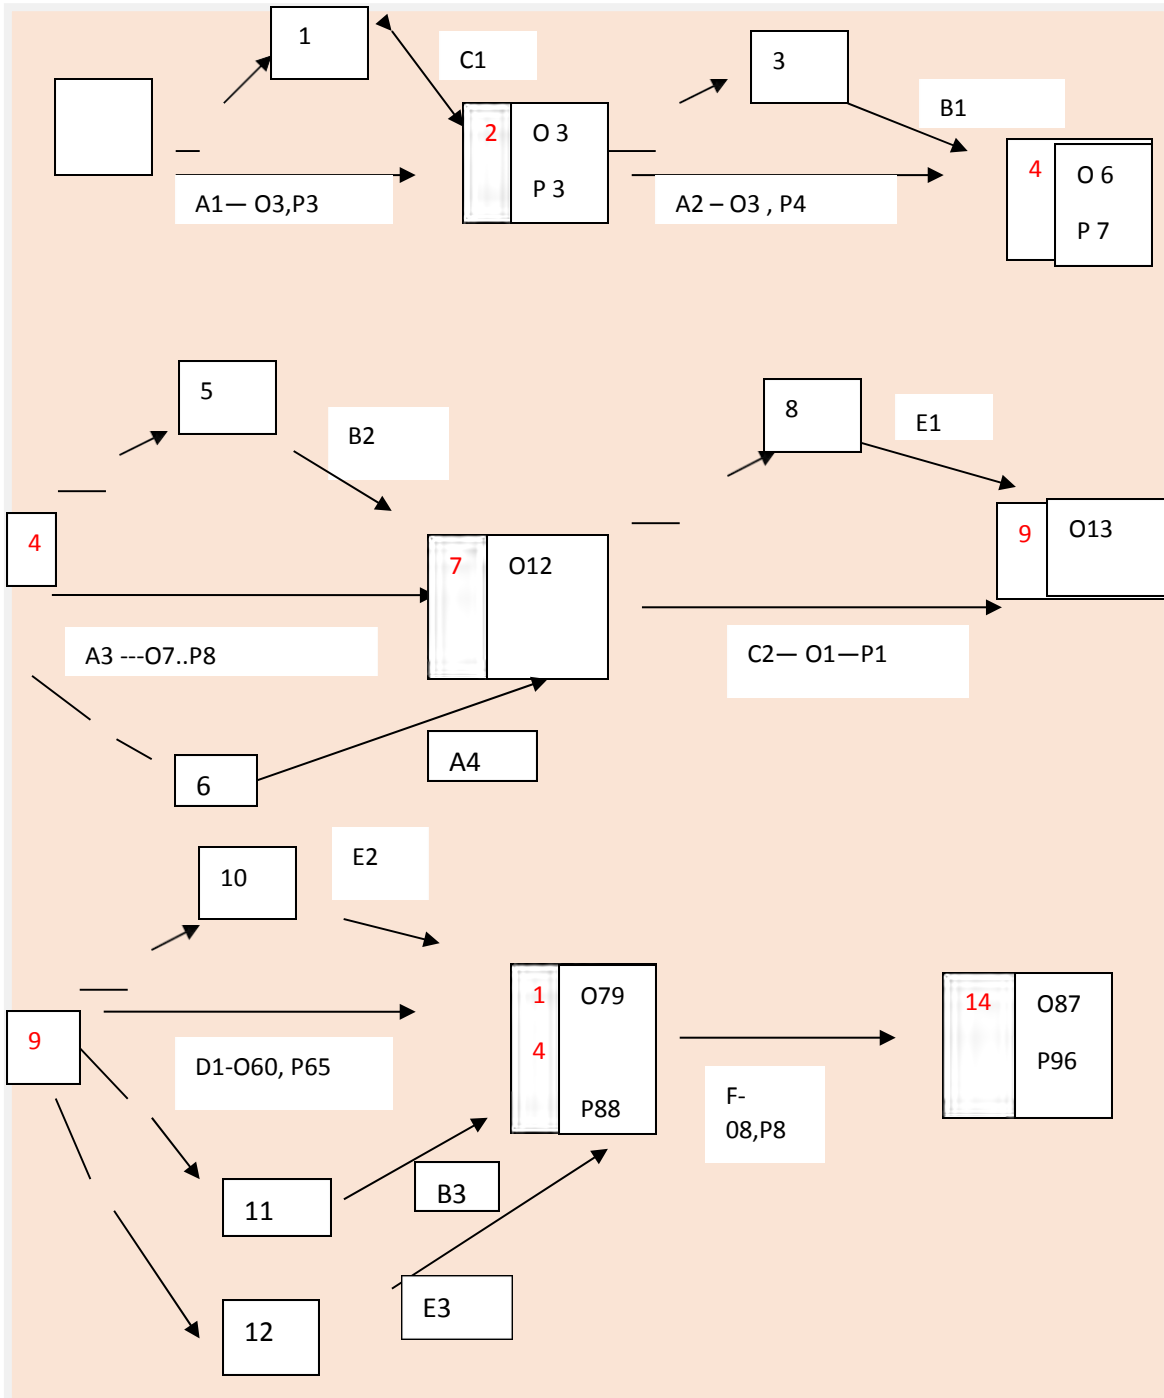 1
C1
3
B1
2
O 3
P 3
4
O 6
P 7
A1— O3,P3
A2 – O3 , P4
5
B2
8
E1
4
7
O12
9
O13
A3 ---O7..P8
C2— O1—P1
A4
6
10
E2
1
4
O79
P88
14
O87
P96
9
D1-O60, P65
F-
08,P8
B3
11
E3
12